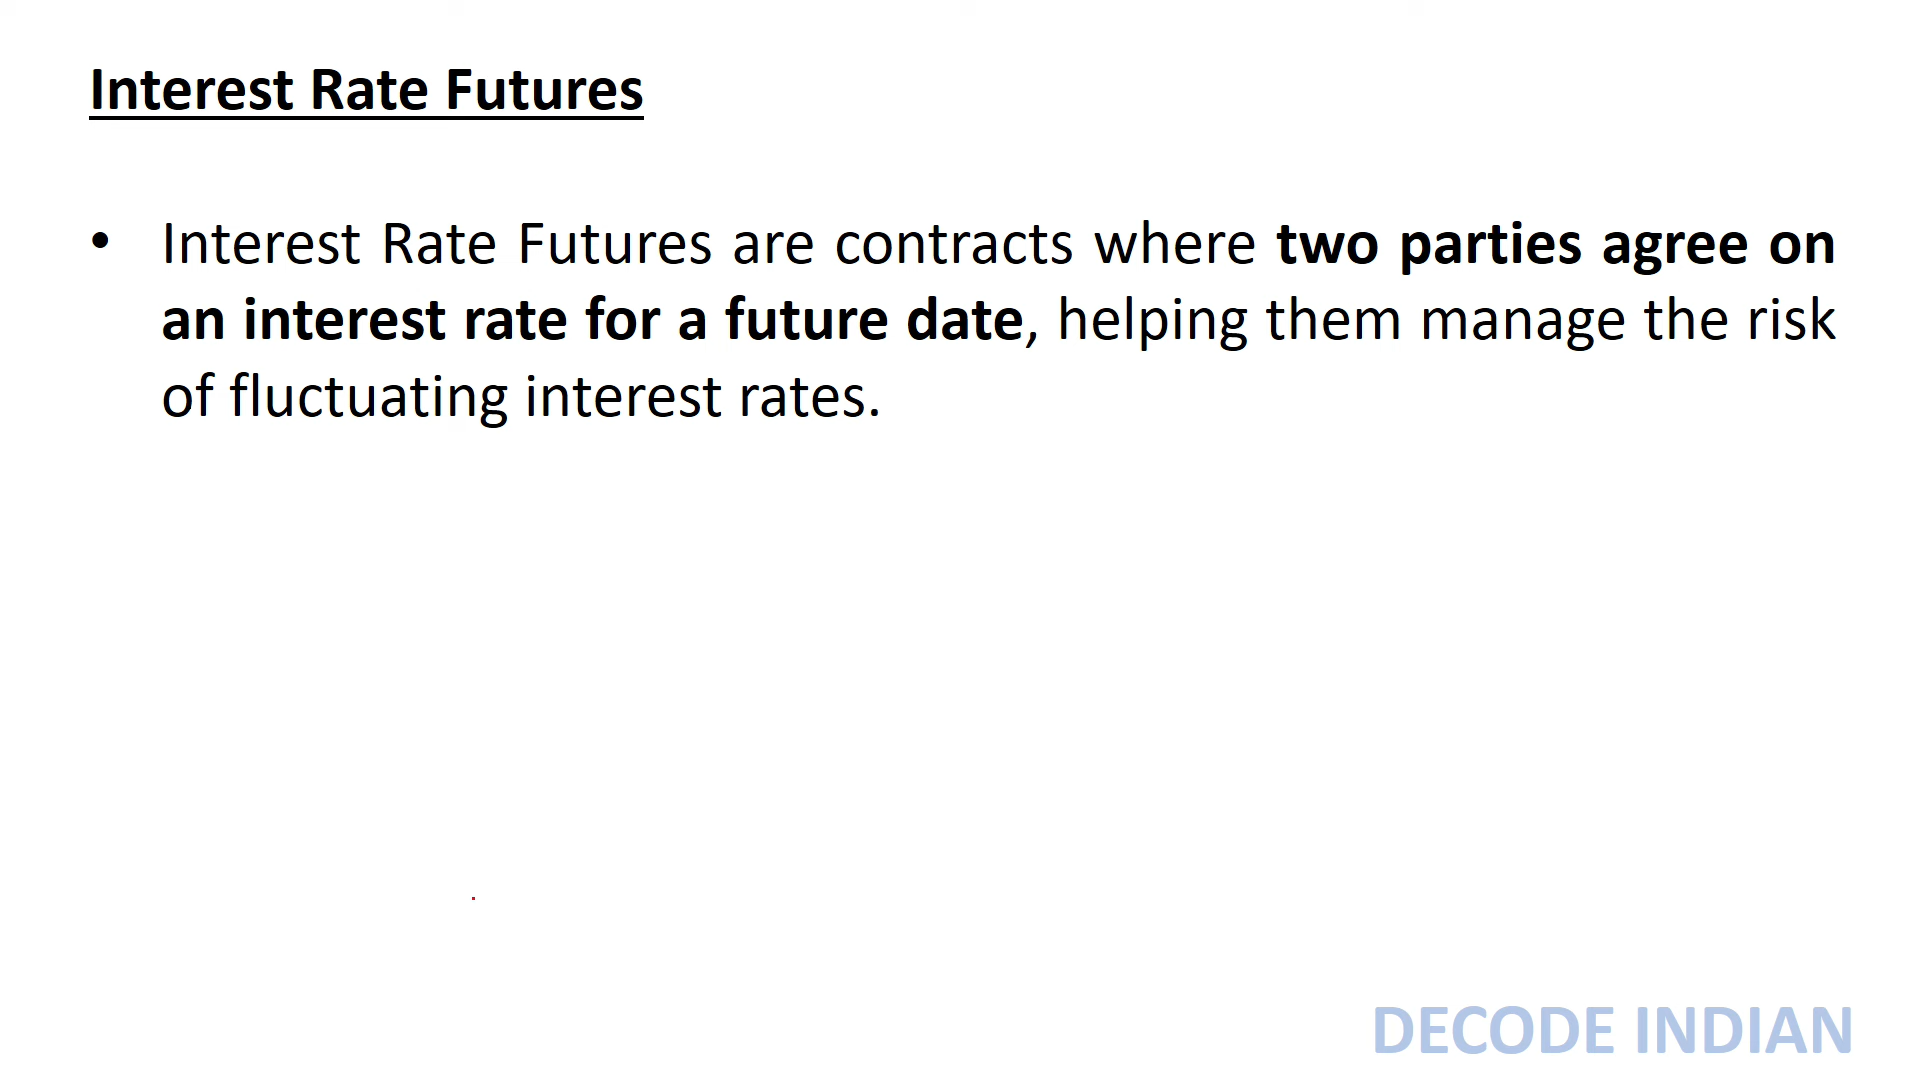 Interest Rate Futures
• Interest Rate Futures are contracts where two parties agree on
an interest rate for a future date, helping them manage the risk
of fluctuating interest rates.
DECODE INDIAN